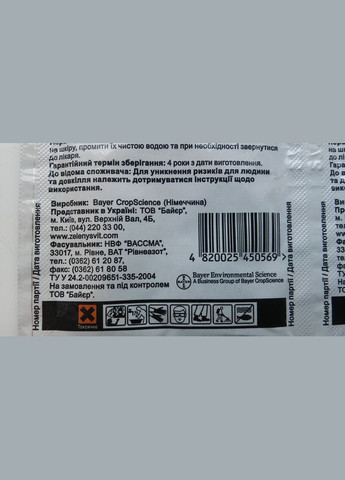 на шкіру, промити їх чистою водою та при необхідності звернутися
до лікаря.
Гарантійний термін зберігання: 4 роки з дати виготовлення.
До відома споживача: Для уникнення ризиків для людини
та довкілля належить дотримуватися інструкції щодо
використання.
Виробник: Bayer CropScience (Німеччина)
Представник в Україні: ТОВ "Байєр",
м. Київ, вул. Верхній Вал, 4Б,
тел.: (044) 220 33 00,
www.zelenysvit.com
Фасувальник: НВФ "ВАССМА",
33017, м. Рівне, ВАТ "Рівнеазот",
тел.: (0362) 61 20 87,
факс: (0362) 61 80 58
ТУ У 24.2-00209651-335-2004
На замовлення та під контролем
ТОВ "Байєр".
4 820025 450569
Bayer Environmental Science
A Business Group of Bayer CropScience
Токсично
Номер партії / Дата виготовлення
Номер партії / Дата виготовлення